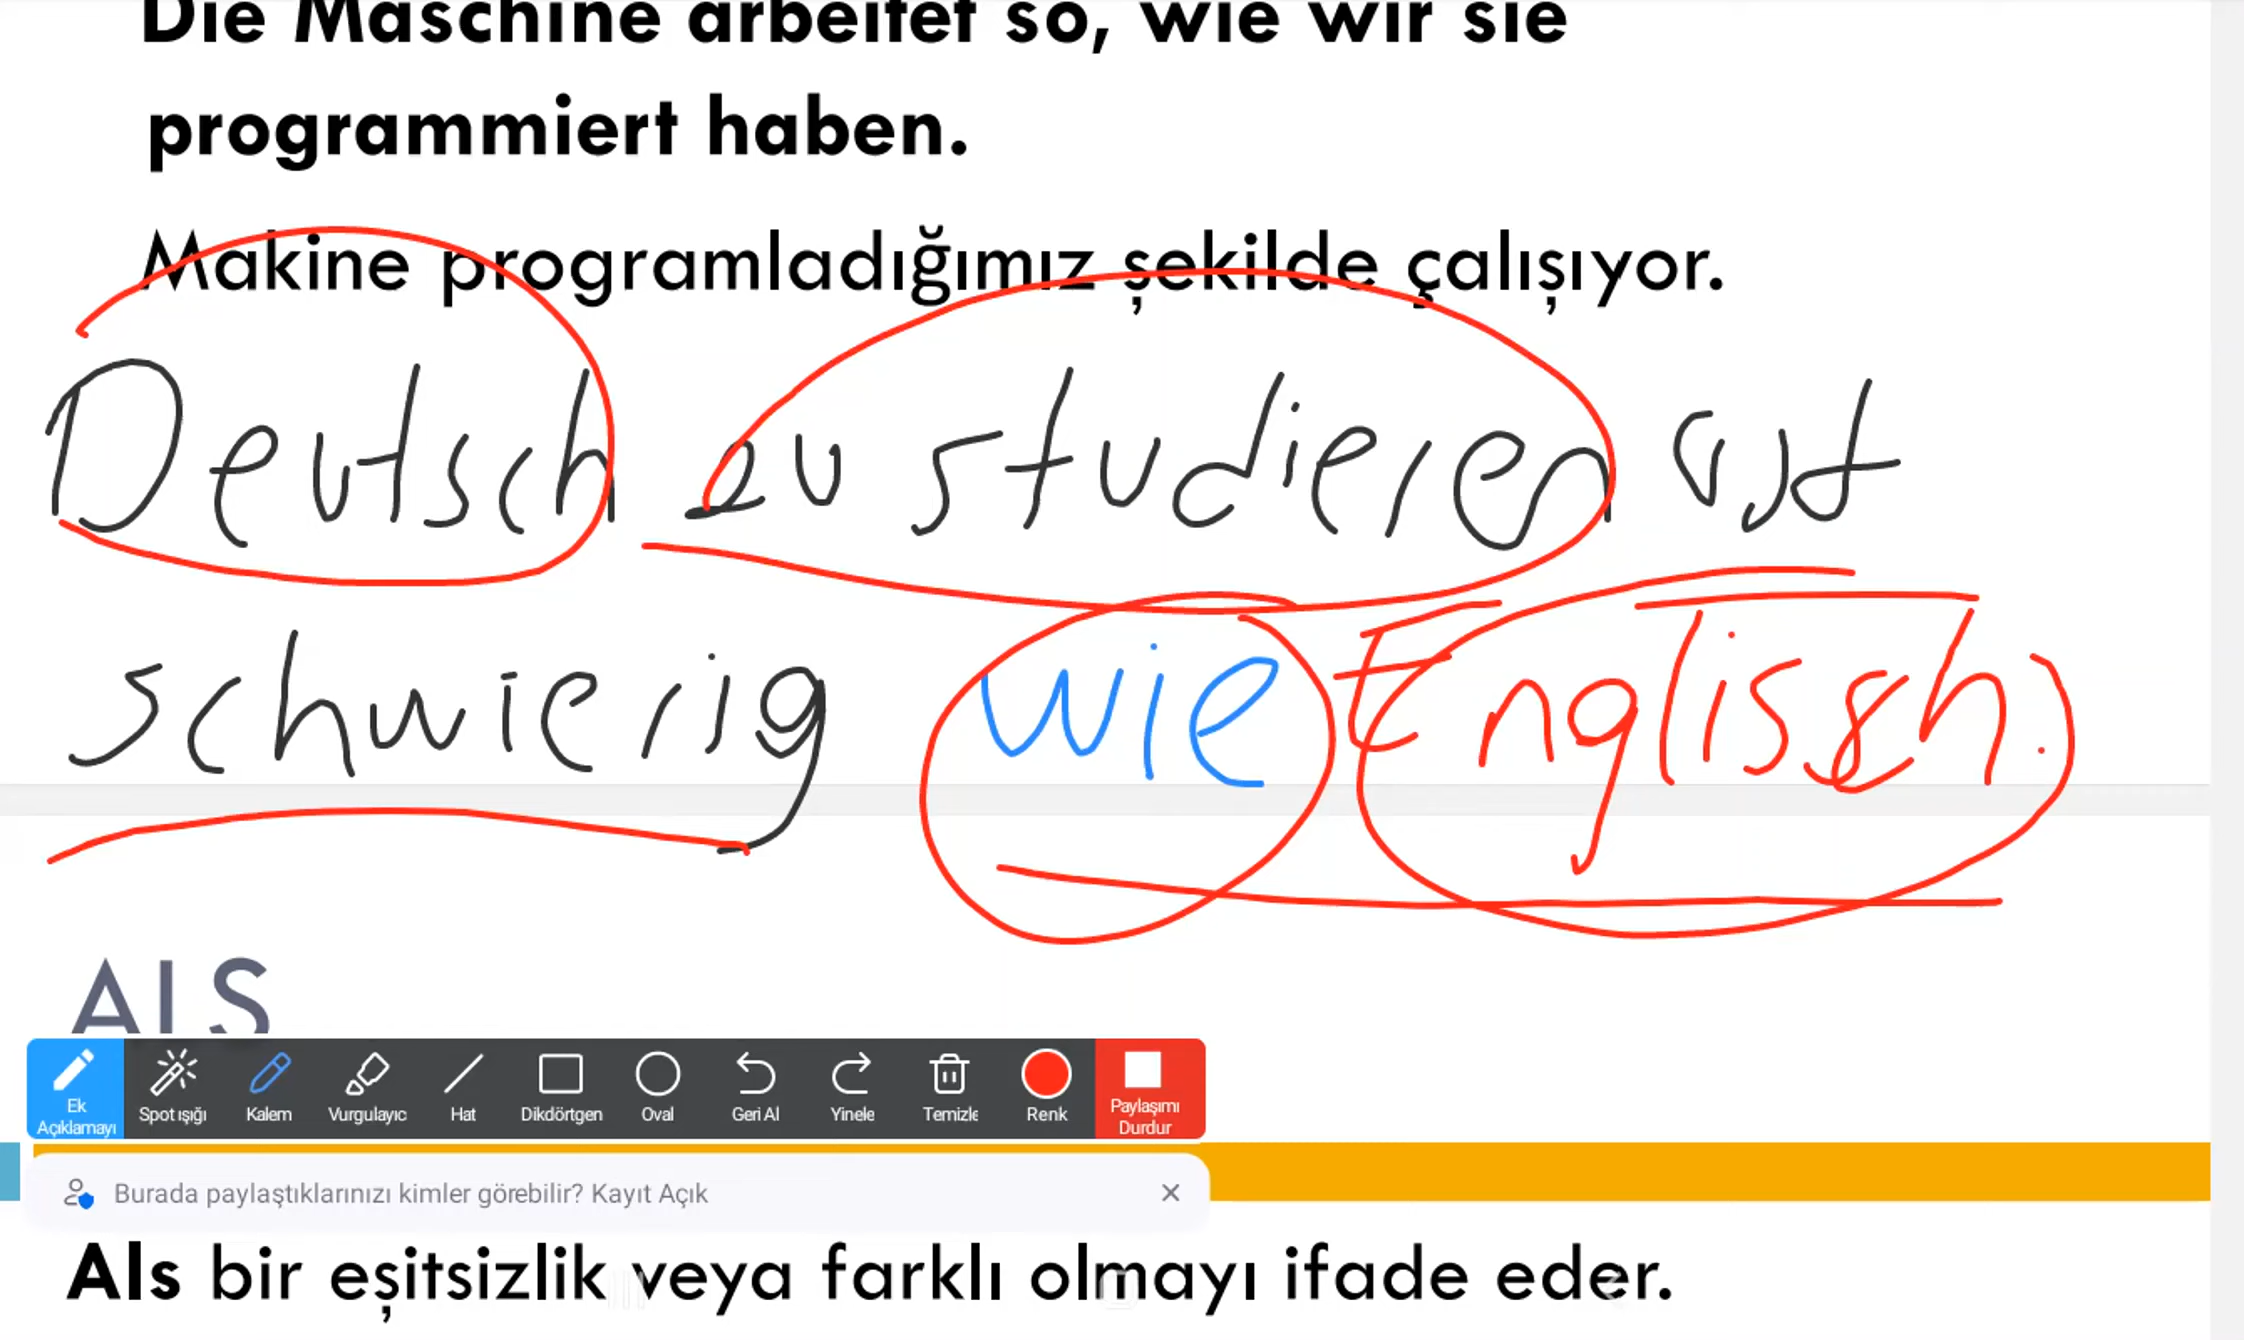 Die Maschine arbeitet so, wie wir sie
programmiert haben.
Makine programladığımız şekilde çalışıyor.
Deutsch zu studieren ist
schwierig wie Englisch.
ALS
Ek Açıklamayı
Spot ışığı
Kalem
Vurgulayıc
Hat
Dikdörtgen
Oval
Geri Al
Yinele
Temizle
Renk
Paylaşımı Durdur
Burada paylaştıklarınızı kimler görebilir? Kayıt Açık
Als bir eşitsizlik veya farklı olmayı ifade eder.